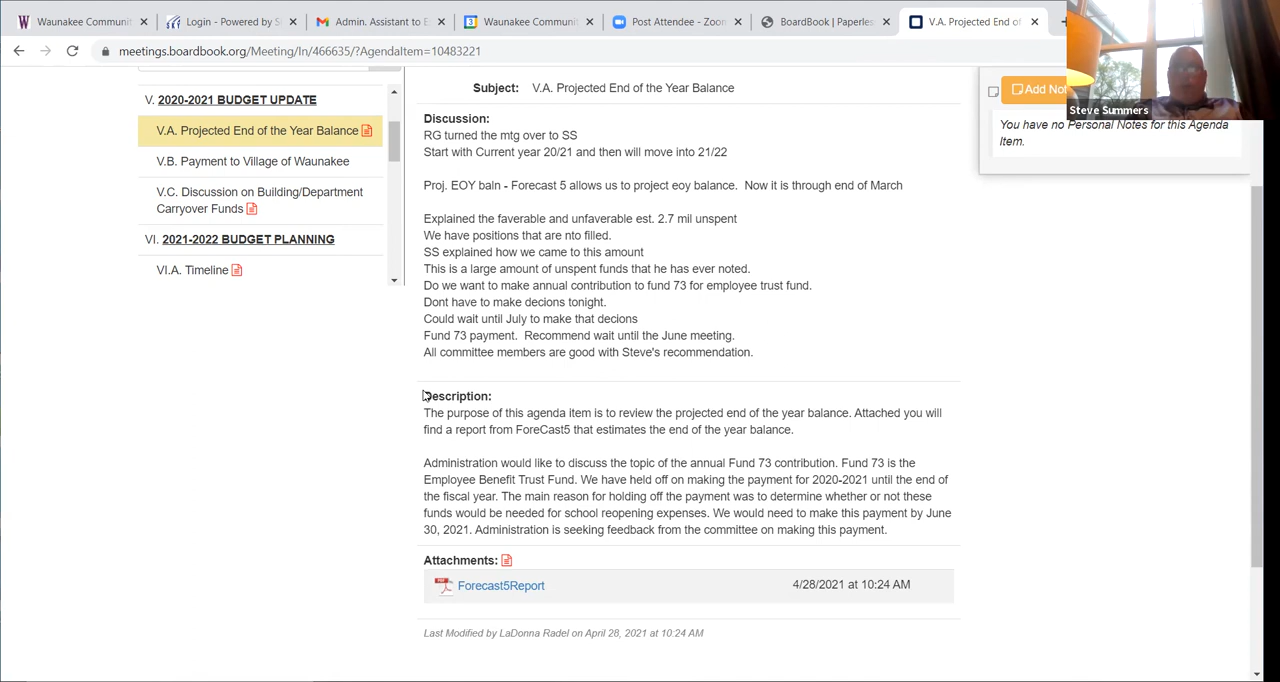 Waunakee Communit
Login - Powered by S
Admin. Assistant to E
Waunakee Communit
Post Attendee - Zoom
BoardBook | Paperles
V.A. Projected End of
meetings.boardbook.org/Meeting/In/466635/?AgendaItem=10483221
Steve Summers
V. 2020-2021 BUDGET UPDATE
V.A. Projected End of the Year Balance
V.B. Payment to Village of Waunakee
V.C. Discussion on Building/Department
Carryover Funds
VI. 2021-2022 BUDGET PLANNING
VI.A. Timeline
Subject: V.A. Projected End of the Year Balance
Discussion:
RG turned the mtg over to SS
Start with Current year 20/21 and then will move into 21/22
Proj. EOY baln - Forecast 5 allows us to project eoy balance. Now it is through end of March
Explained the faverable and unfaverable est. 2.7 mil unspent
We have positions that are nto filled.
SS explained how we came to this amount
This is a large amount of unspent funds that he has ever noted.
Do we want to make annual contribution to fund 73 for employee trust fund.
Dont have to make decions tonight.
Could wait until July to make that decions
Fund 73 payment. Recommend wait until the June meeting.
All committee members are good with Steve's recommendation.
Description:
The purpose of this agenda item is to review the projected end of the year balance. Attached you will
find a report from ForeCast5 that estimates the end of the year balance.
Administration would like to discuss the topic of the annual Fund 73 contribution. Fund 73 is the
Employee Benefit Trust Fund. We have held off on making the payment for 2020-2021 until the end of
the fiscal year. The main reason for holding off the payment was to determine whether or not these
funds would be needed for school reopening expenses. We would need to make this payment by June
30, 2021. Administration is seeking feedback from the committee on making this payment.
Attachments:
Forecast5Report 4/28/2021 at 10:24 AM
Last Modified by LaDonna Radel on April 28, 2021 at 10:24 AM
Add Not
You have no Personal Notes for this Agenda
Item.